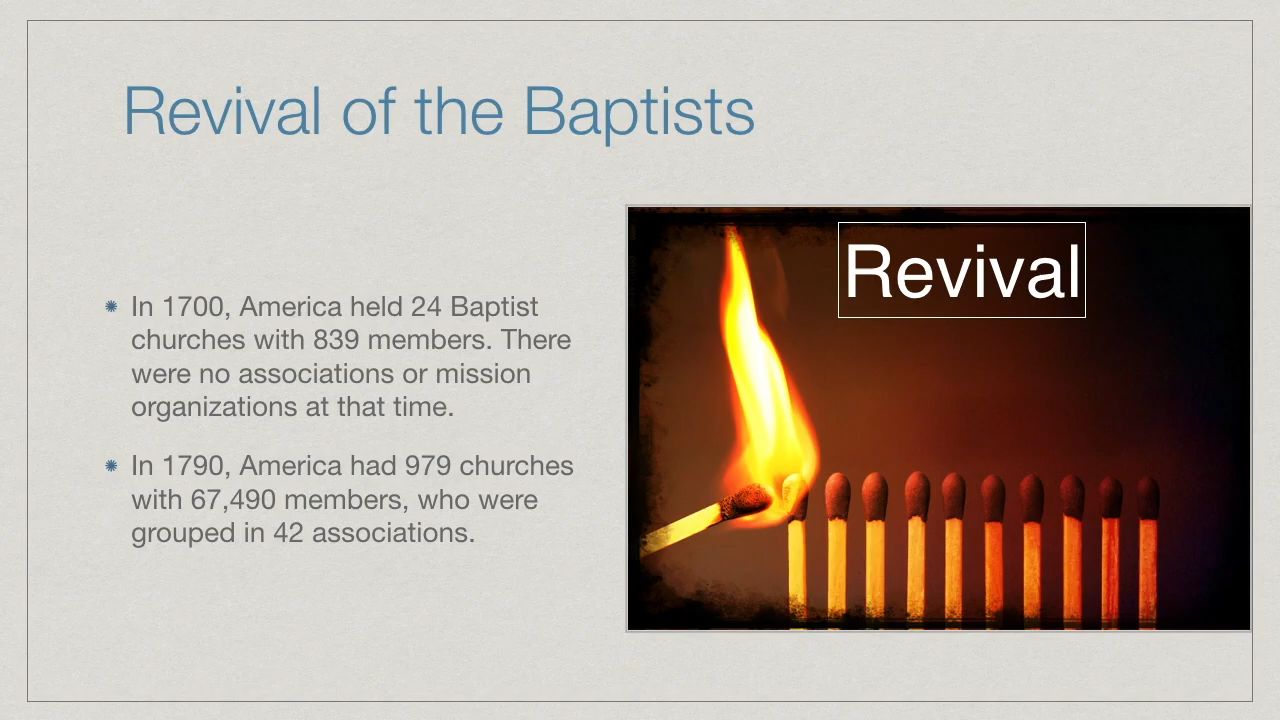 Revival of the Baptists
In 1700, America held 24 Baptist
churches with 839 members. There
were no associations or mission
organizations at that time.
In 1790, America had 979 churches
with 67,490 members, who were
grouped in 42 associations.
Revival